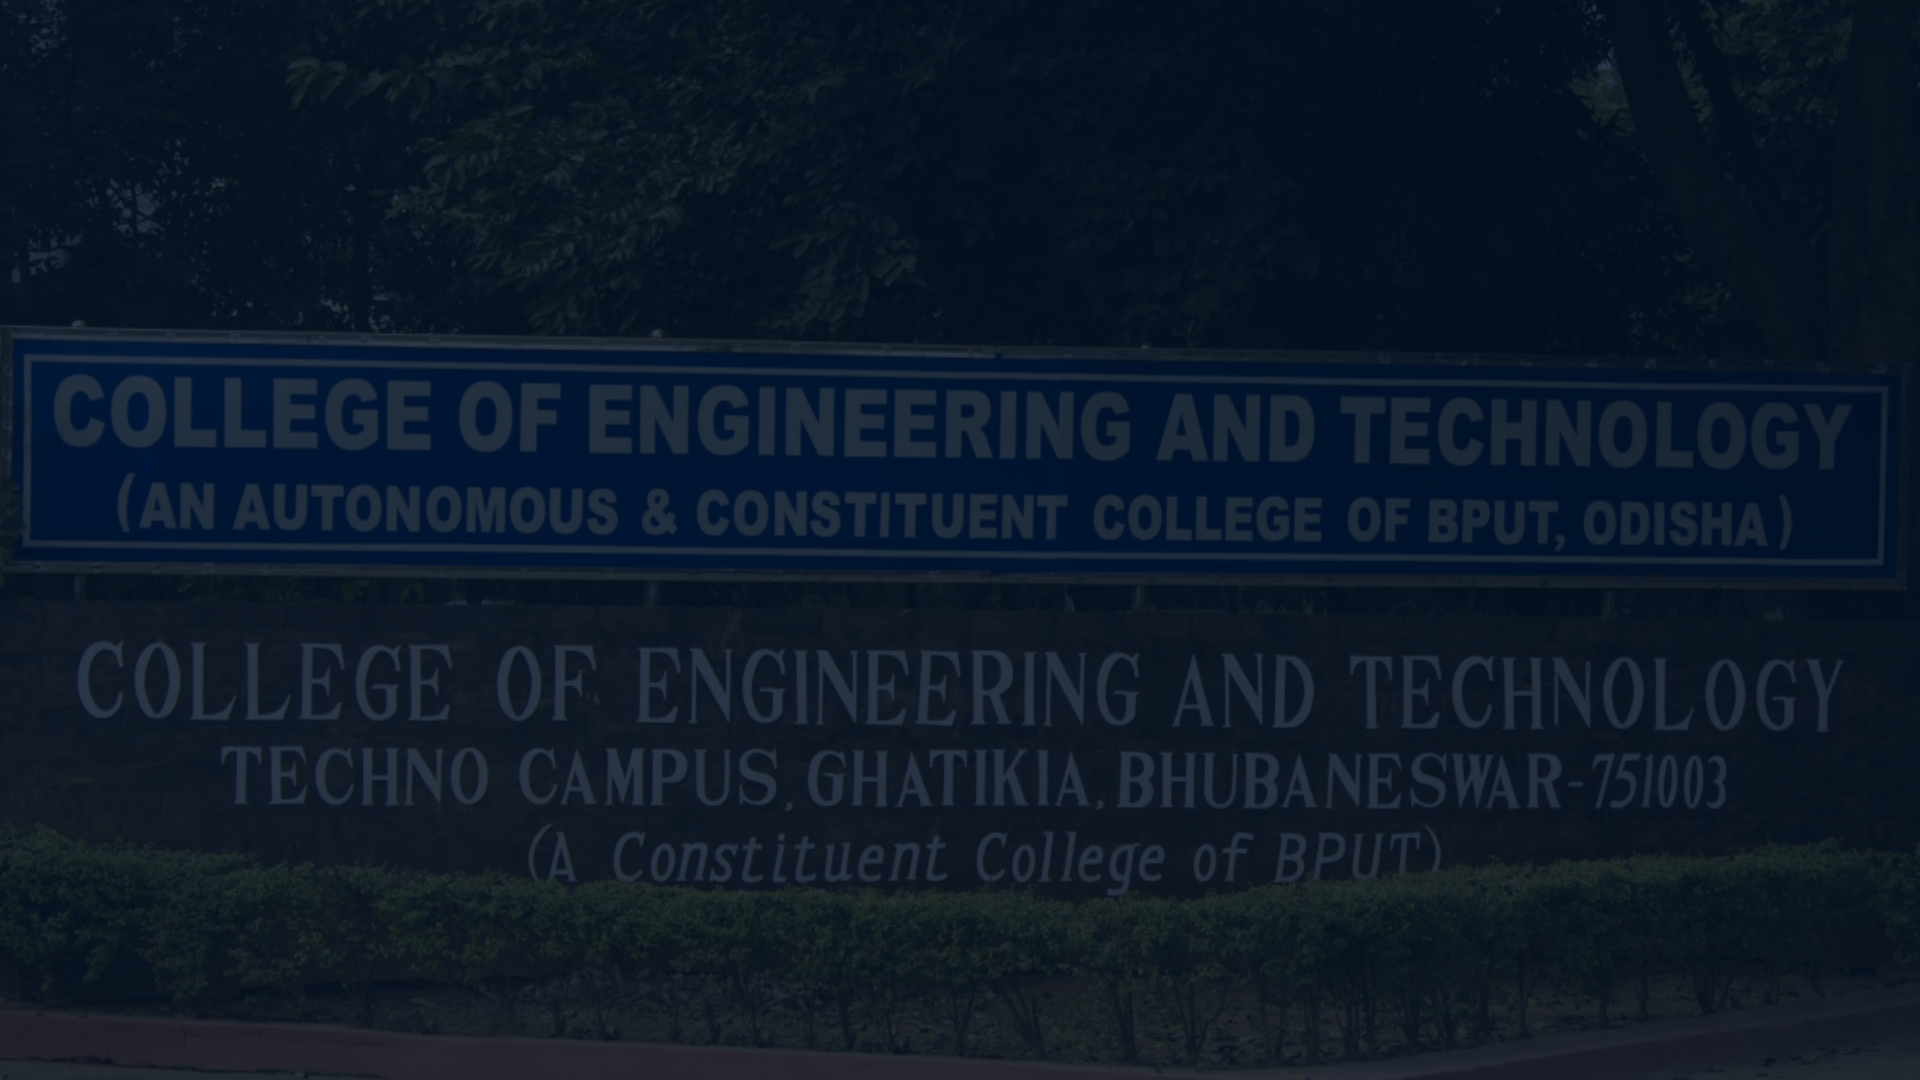 COLLEGE OF ENGINEERING AND TECHNOLOGY
(AN AUTONOMOUS & CONSTITUENT COLLEGE OF BPUT, ODISHA)
COLLEGE OF ENGINEERING AND TECHNOLOGY
TECHNO CAMPUS, GHATIKIA, BHUBANESWAR-751003
(A Constituent College of BPUT)